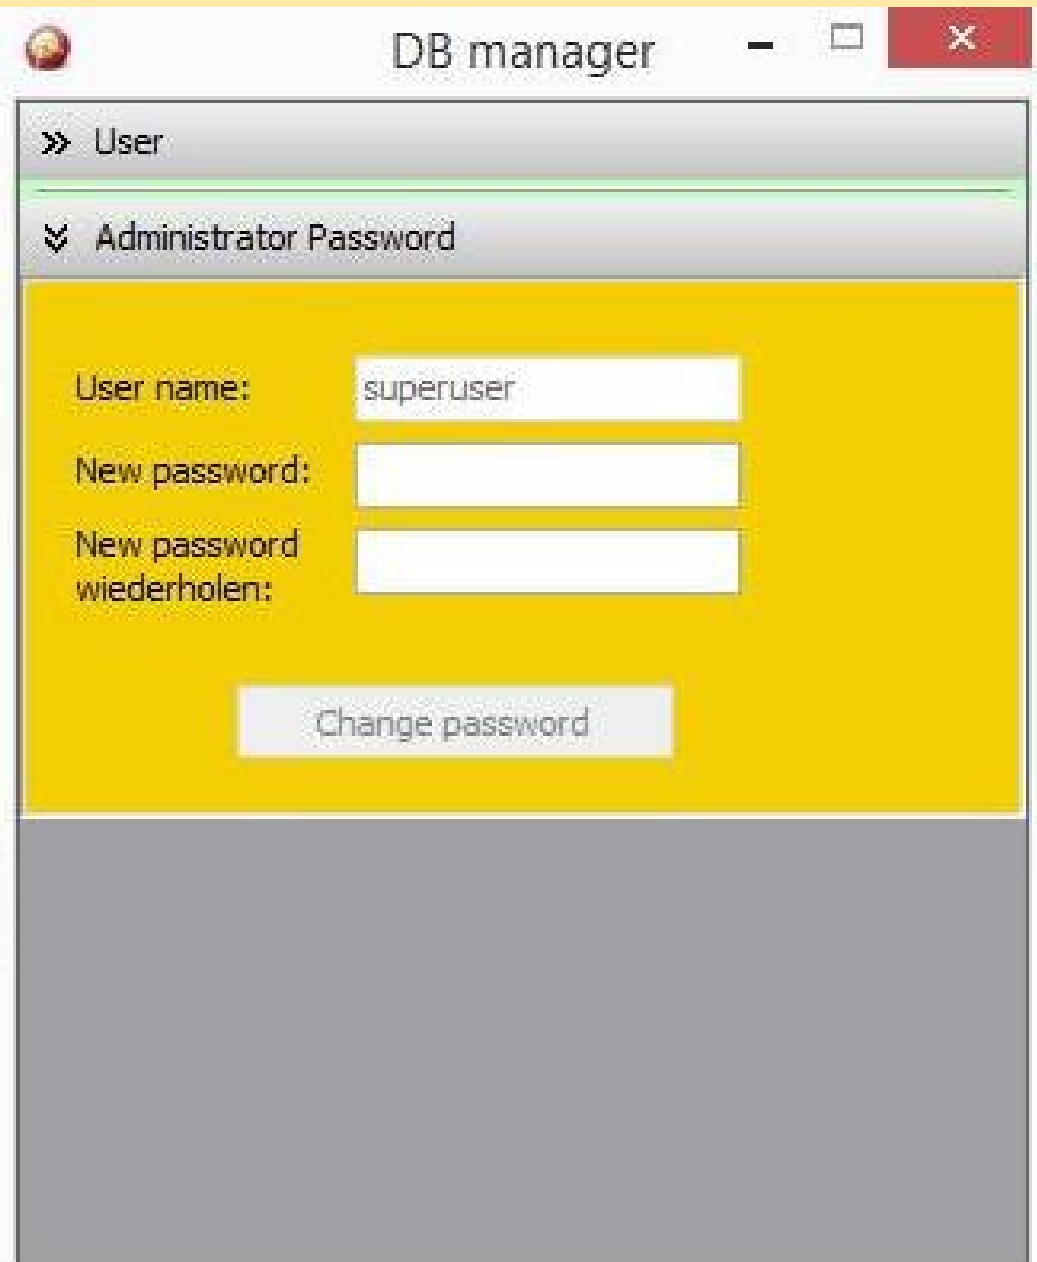 DB manager
User
Administrator Password
User name:
superuser
New password:
New password
wiederholen:
Change password